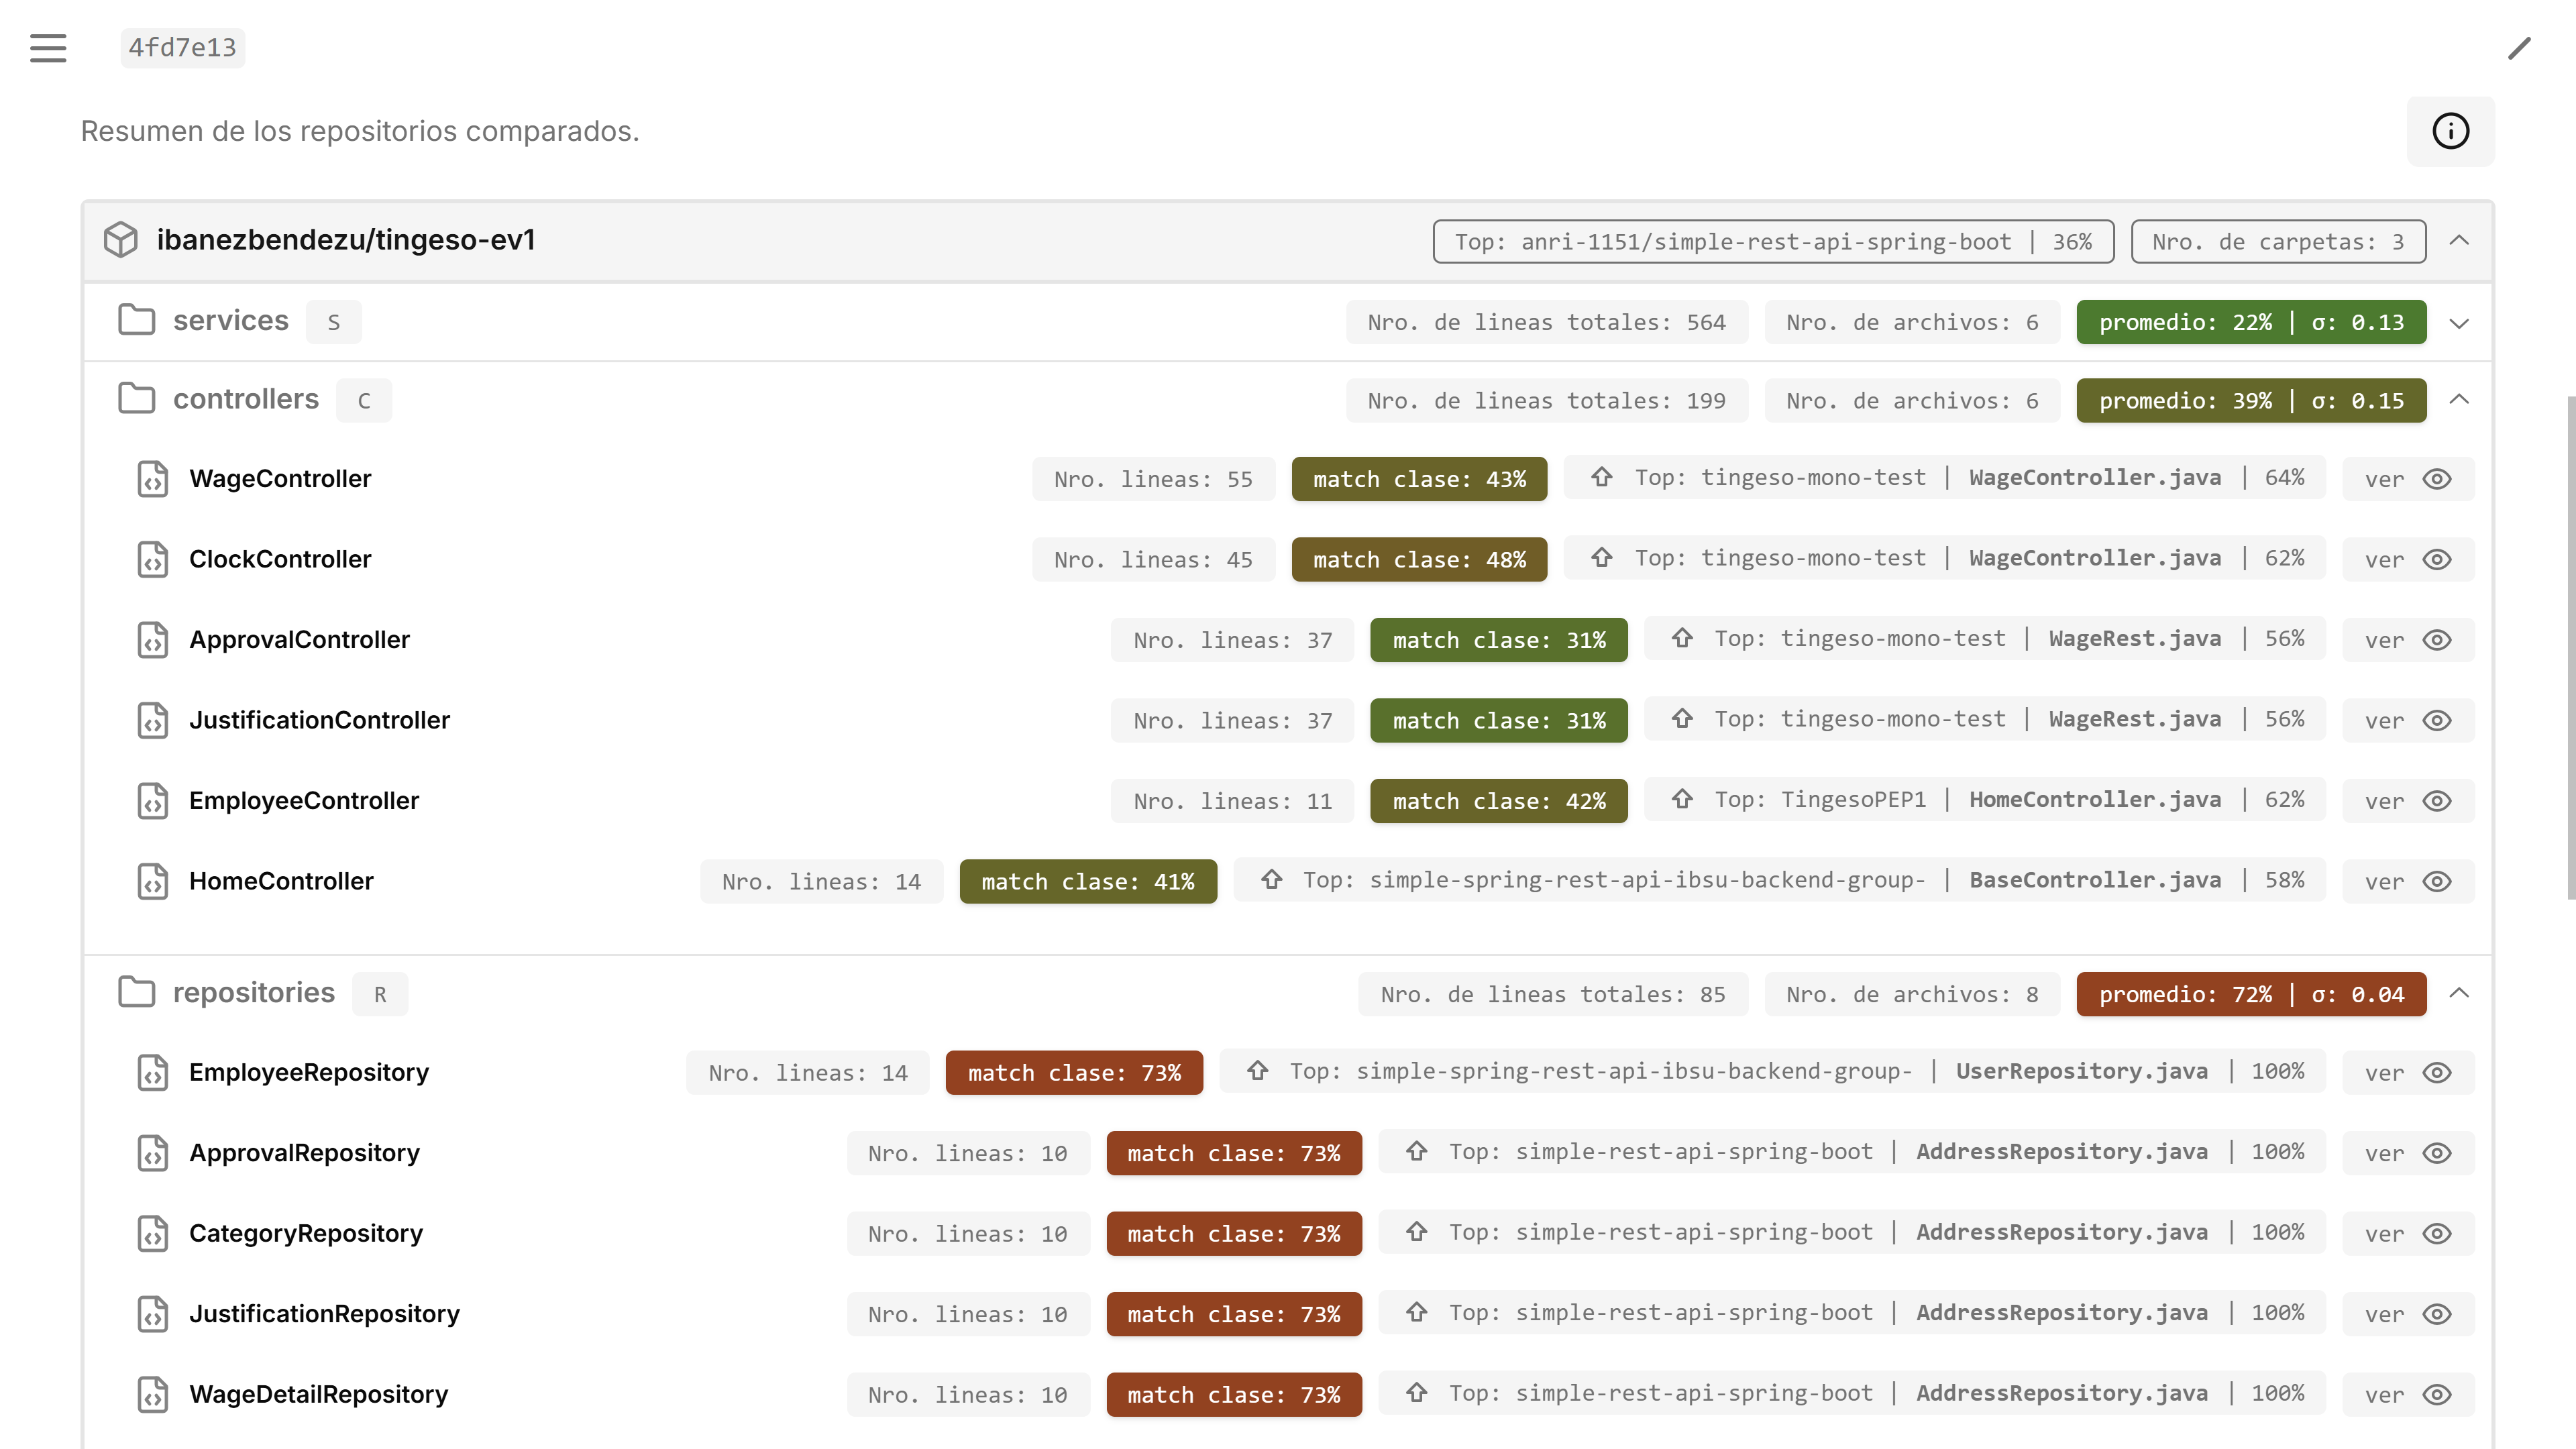 4fd7e13
Resumen de los repositorios comparados.
ibanezbendezu/tingeso-ev1 Top: anri-1151/simple-rest-api-spring-boot | 36% Nro. de carpetas: 3
services S Nro. de lineas totales: 564 Nro. de archivos: 6 promedio: 22% | σ: 0.13
controllers C Nro. de lineas totales: 199 Nro. de archivos: 6 promedio: 39% | σ: 0.15
WageController Nro. lineas: 55 match clase: 43% Top: tingeso-mono-test | WageController.java | 64% ver
ClockController Nro. lineas: 45 match clase: 48% Top: tingeso-mono-test | WageController.java | 62% ver
ApprovalController Nro. lineas: 37 match clase: 31% Top: tingeso-mono-test | WageRest.java | 56% ver
JustificationController Nro. lineas: 37 match clase: 31% Top: tingeso-mono-test | WageRest.java | 56% ver
EmployeeController Nro. lineas: 11 match clase: 42% Top: TingesoPEP1 | HomeController.java | 62% ver
HomeController Nro. lineas: 14 match clase: 41% Top: simple-spring-rest-api-ibsu-backend-group- | BaseController.java | 58% ver
repositories R Nro. de lineas totales: 85 Nro. de archivos: 8 promedio: 72% | σ: 0.04
EmployeeRepository Nro. lineas: 14 match clase: 73% Top: simple-spring-rest-api-ibsu-backend-group- | UserRepository.java | 100% ver
ApprovalRepository Nro. lineas: 10 match clase: 73% Top: simple-rest-api-spring-boot | AddressRepository.java | 100% ver
CategoryRepository Nro. lineas: 10 match clase: 73% Top: simple-rest-api-spring-boot | AddressRepository.java | 100% ver
JustificationRepository Nro. lineas: 10 match clase: 73% Top: simple-rest-api-spring-boot | AddressRepository.java | 100% ver
WageDetailRepository Nro. lineas: 10 match clase: 73% Top: simple-rest-api-spring-boot | AddressRepository.java | 100% ver